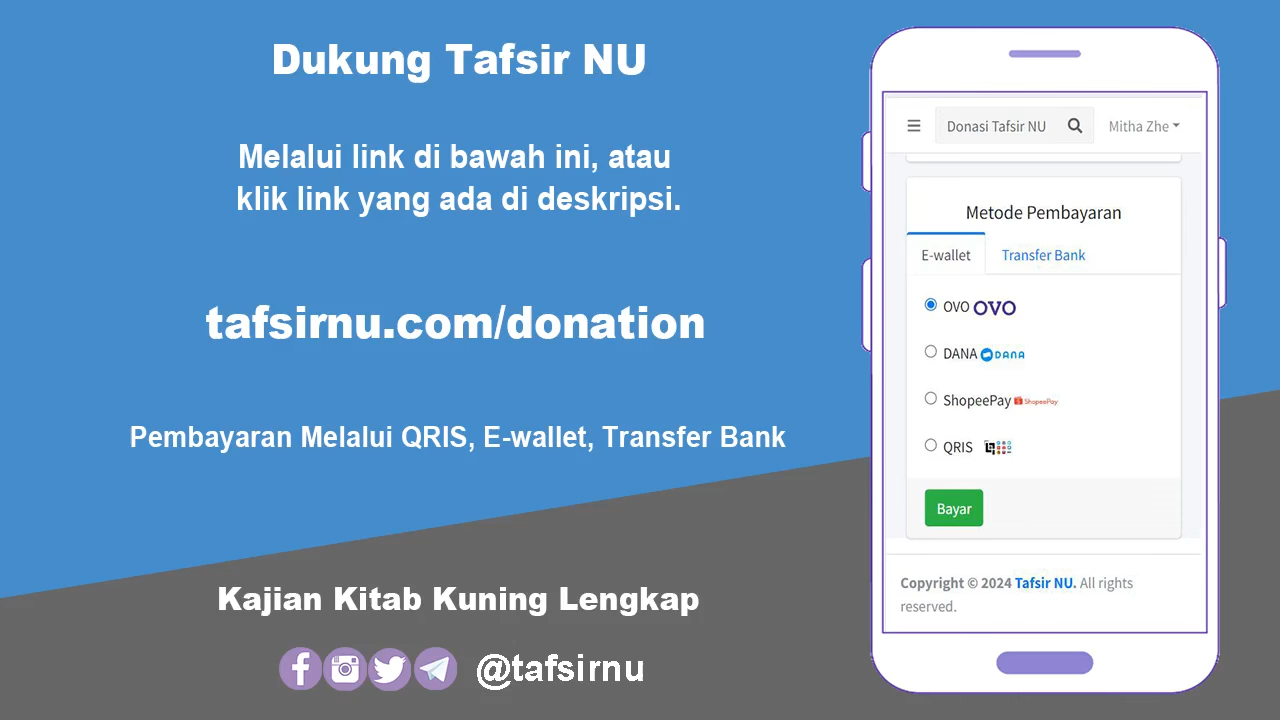 Dukung Tafsir NU
Melalui link di bawah ini, atau
klik link yang ada di deskripsi.
tafsirnu.com/donation
Pembayaran Melalui QRIS, E-wallet, Transfer Bank
Kajian Kitab Kuning Lengkap
@tafsirnu
Donasi Tafsir NU
Mitha Zhe
Metode Pembayaran
E-wallet
Transfer Bank
OVO OVO
DANA DANA
ShopeePay ShopeePay
QRIS
Bayar
Copyright © 2024 Tafsir NU. All rights
reserved.